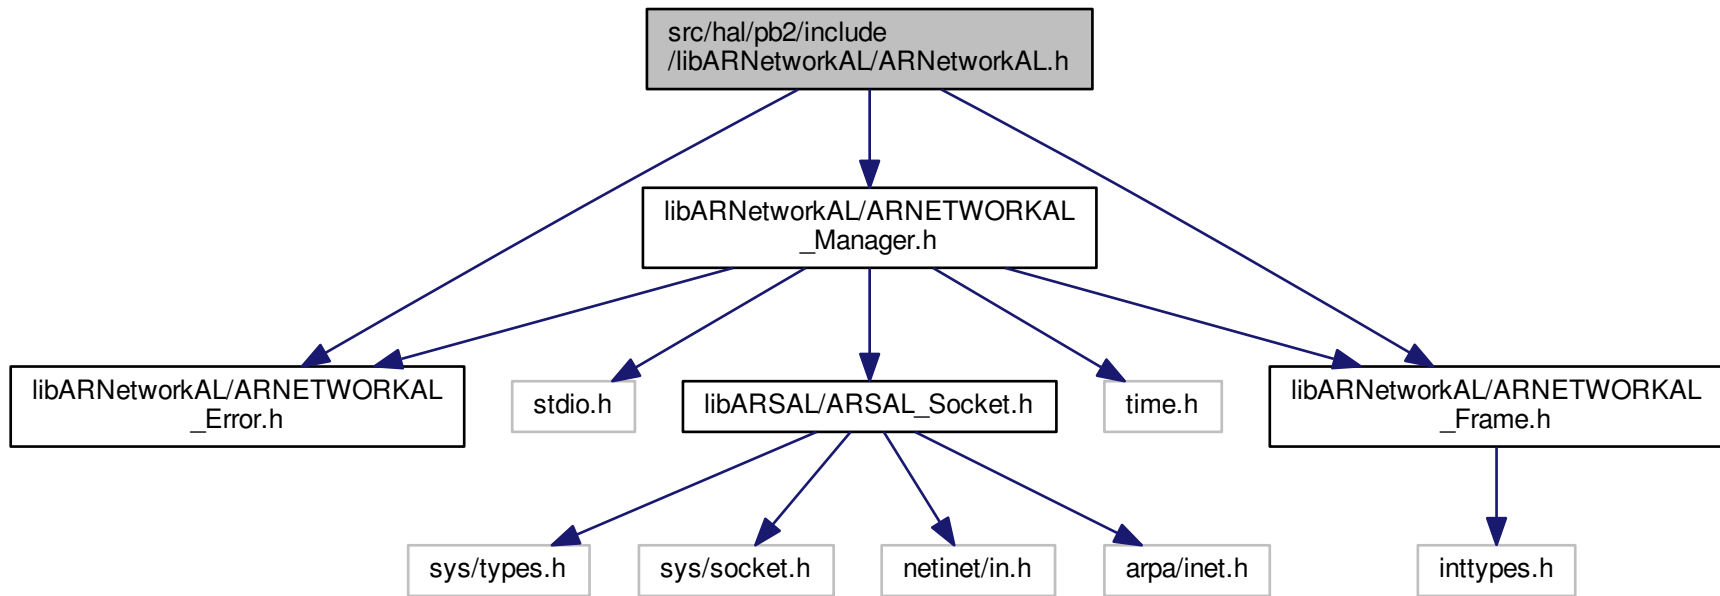 src/hal/pb2/include
/libARNetworkAL/ARNetworkAL.h
libARNetworkAL/ARNETWORKAL
_Manager.h
libARNetworkAL/ARNETWORKAL
_Error.h
stdio.h
libARSAL/ARSAL_Socket.h
time.h
libARNetworkAL/ARNETWORKAL
_Frame.h
sys/types.h
sys/socket.h
netinet/in.h
arpa/inet.h
inttypes.h